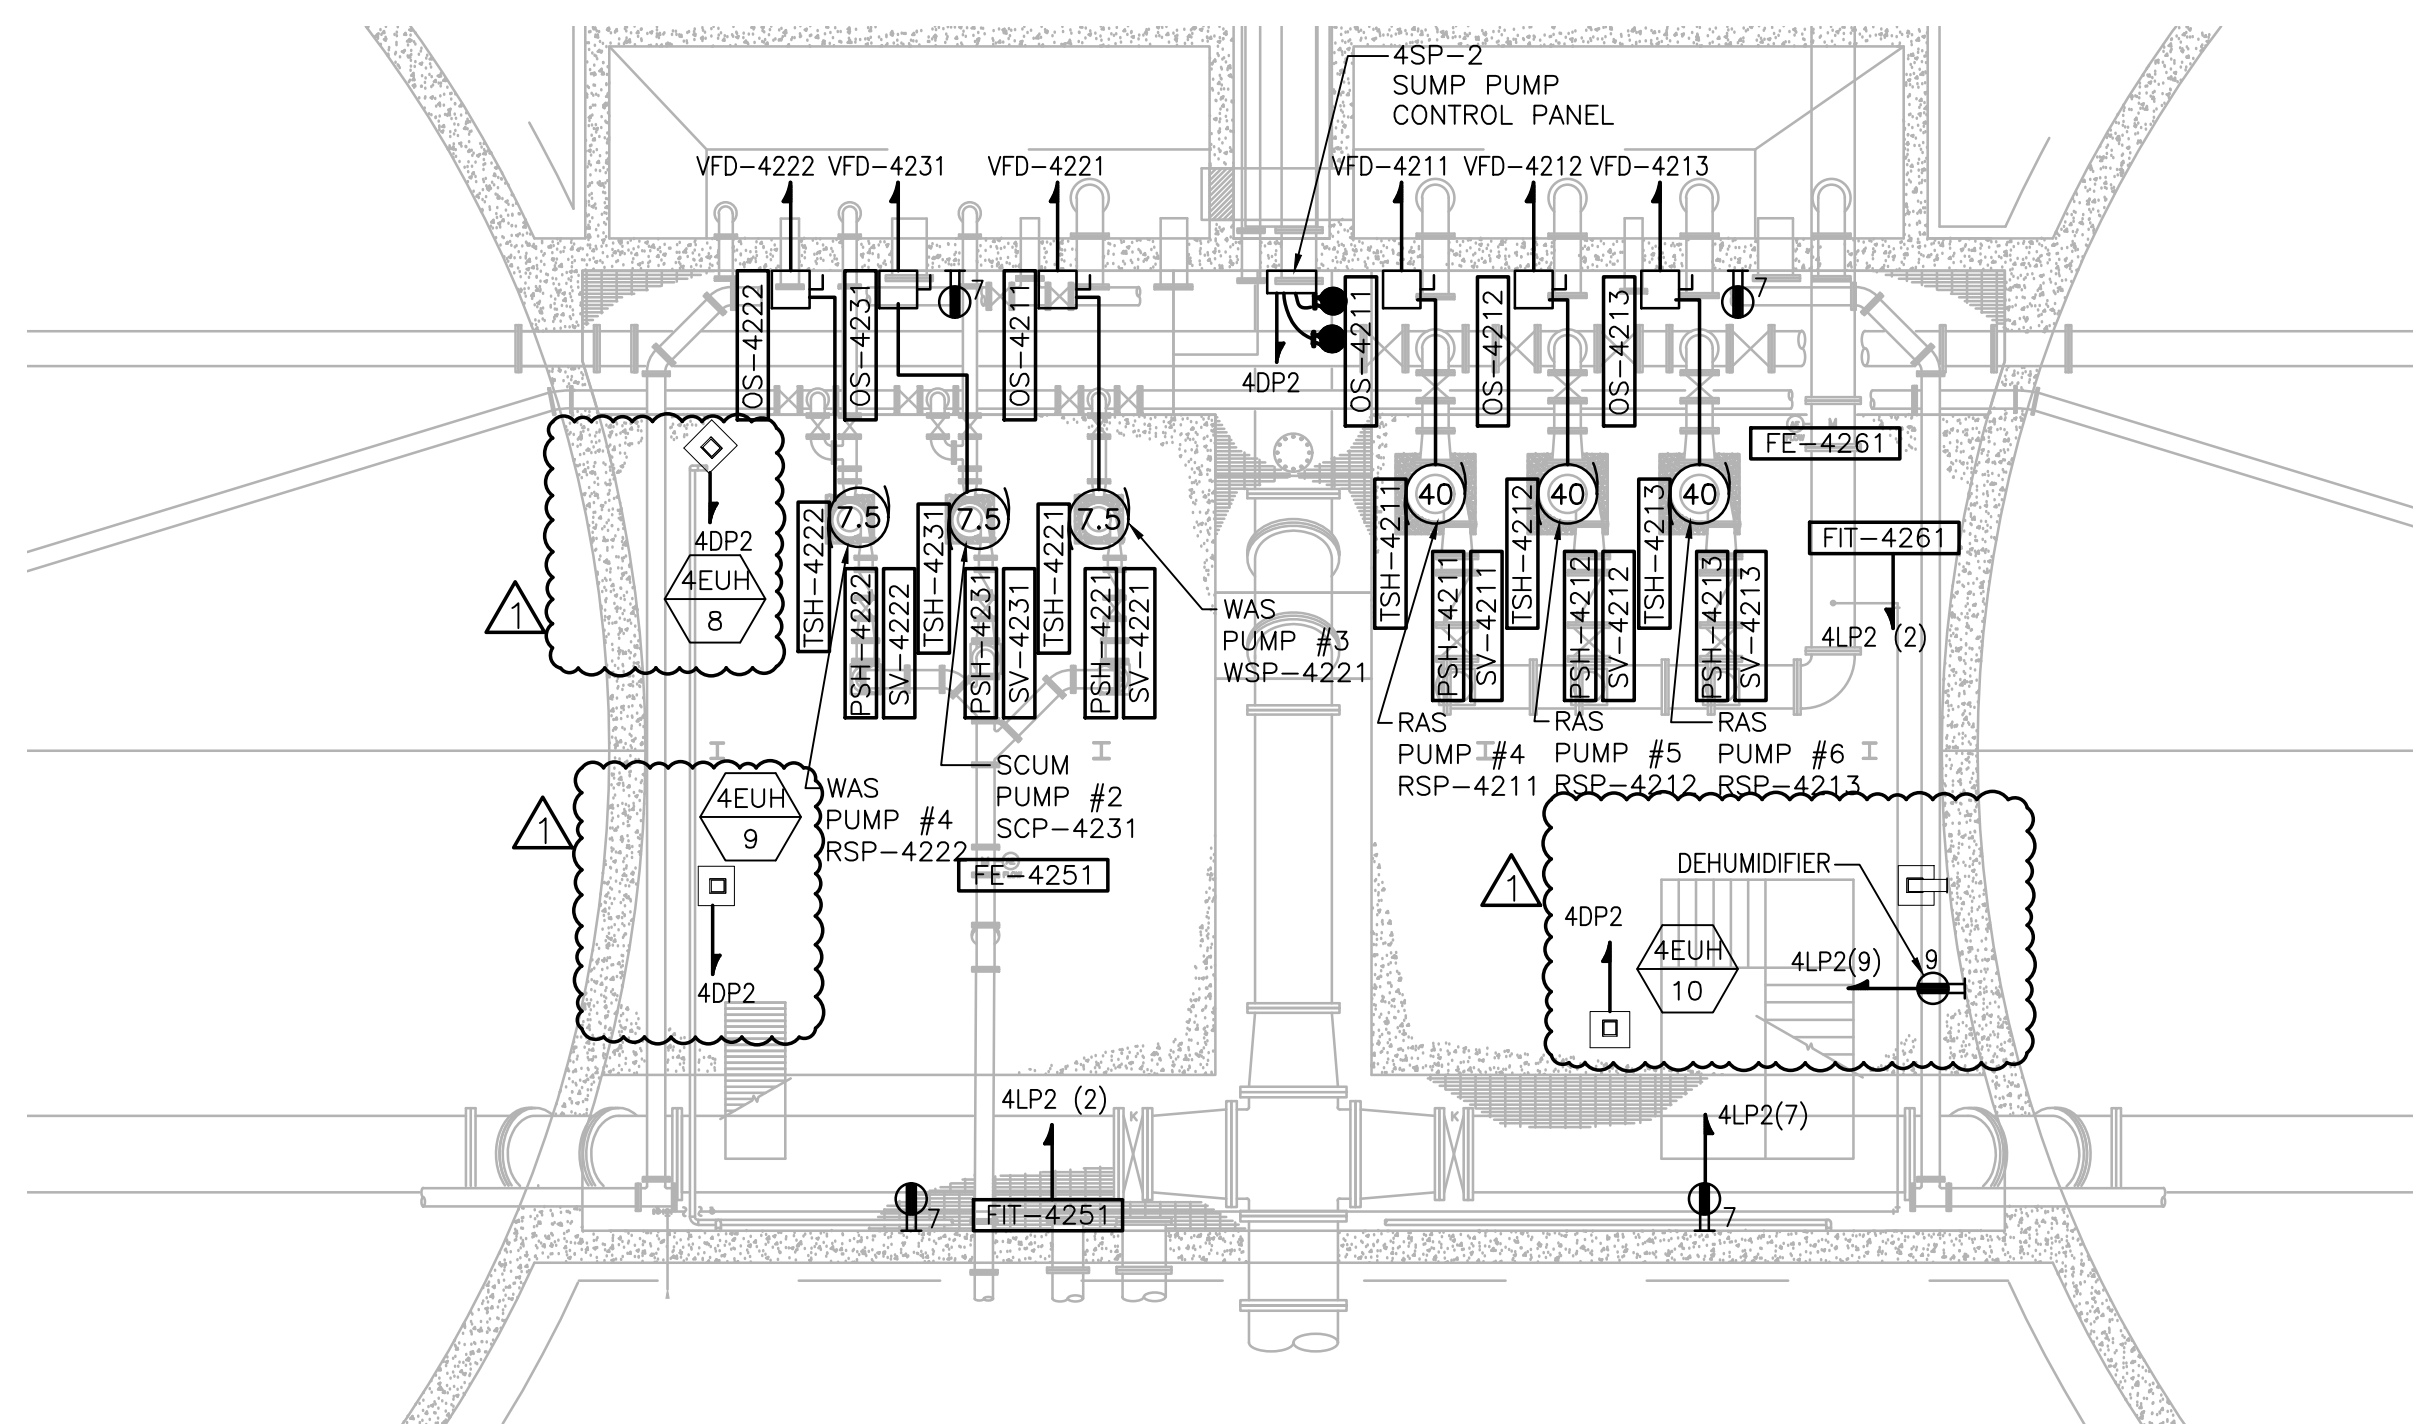 4SP-2
SUMP PUMP
CONTROL PANEL
VFD-4222
VFD-4231
VFD-4221
VFD-4211
VFD-4212
VFD-4213
OS-4222
OS-4231
7
OS-4211
4DP2
OS-4211
OS-4212
OS-4213
7
FE-4261
4DP2
4EUH
8
1
TSH-4222
7.5
PSH-4222
SV-4222
TSH-4231
7.5
PSH-4231
SV-4231
TSH-4221
7.5
PSH-4221
SV-4221
WAS
PUMP #3
WSP-4221
TSH-4211
40
PSH-4211
SV-4211
TSH-4212
40
PSH-4212
SV-4212
TSH-4213
40
PSH-4213
SV-4213
FIT-4261
4LP2 (2)
RAS
PUMP #4
RSP-4211
RAS
PUMP #5
RSP-4212
RAS
PUMP #6
RSP-4213
1
4EUH
9
4DP2
WAS
PUMP #4
RSP-4222
SCUM
PUMP #2
SCP-4231
FE-4251
1
DEHUMIDIFIER
4DP2
4EUH
10
4LP2(9)
9
4LP2 (2)
K
K
4LP2(7)
7
FIT-4251
7